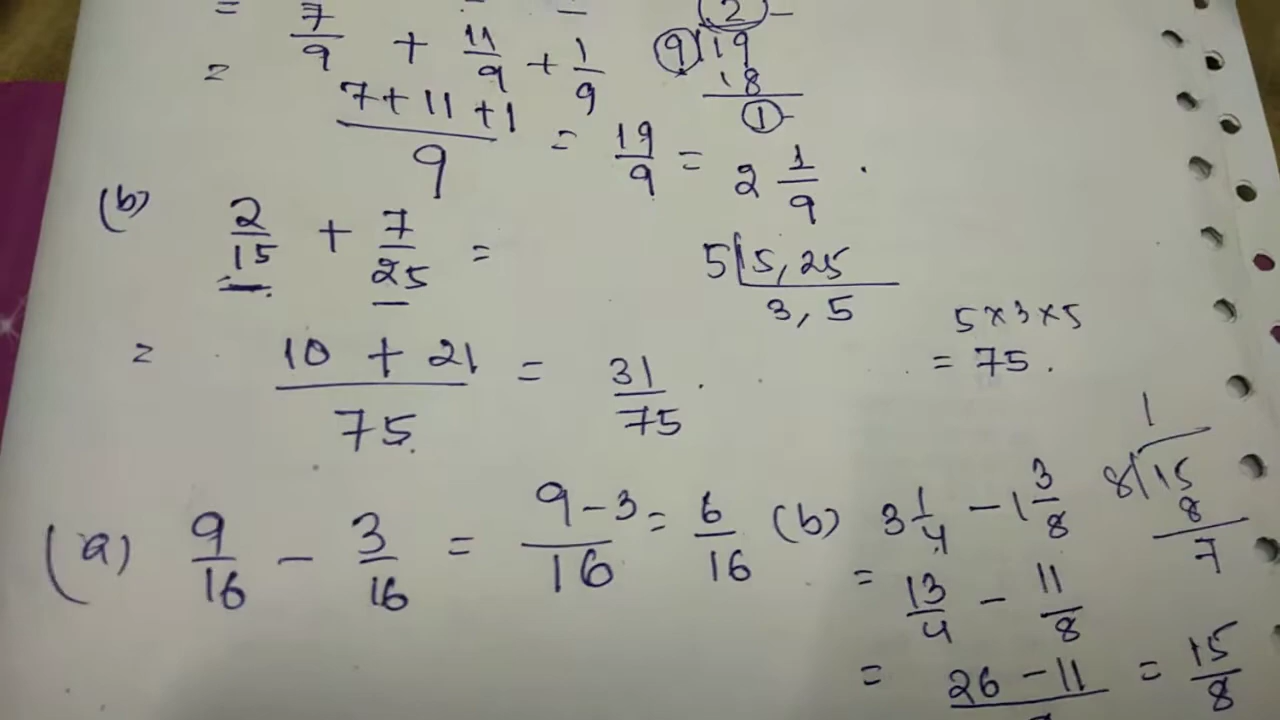 = 7/9 + 11/9 + 1/9
= (7+11+1)/9 = 19/9 = 2 1/9 .
2
9)19
18
1
(b) 2/15 + 7/25 =
= (10 + 21)/75 = 31/75 .
5|15, 25
3, 5
5×3×5
= 75 .
(a) 9/16 - 3/16 = (9-3)/16 = 6/16
(b) 3 1/4 - 1 3/8
= 13/4 - 11/8
= 26 - 11 = 15/8
1
8)15
8
7